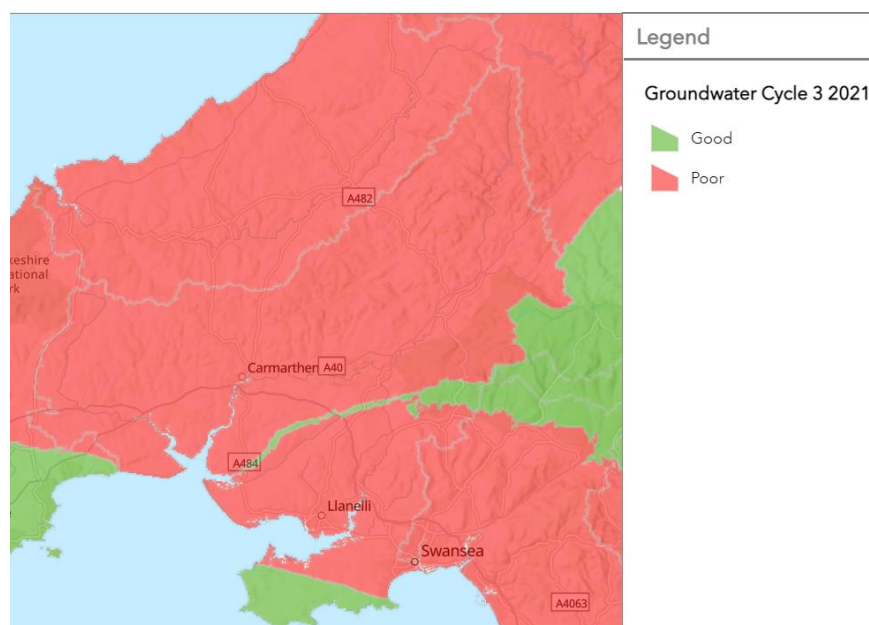 Legend
Groundwater Cycle 3 2021
Good
Poor
A482
keshire
ational
rk
Carmarthen
A40
A484
Llanelli
Swansea
A4063